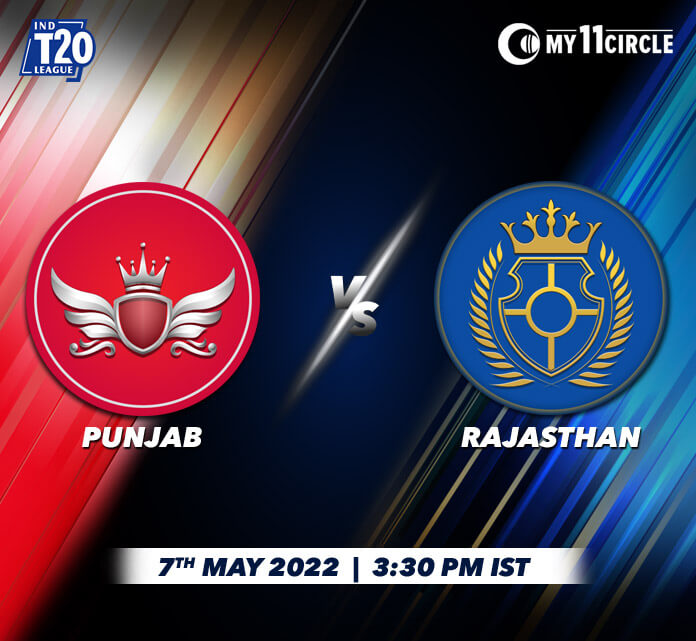 IND
T20
LEAGUE
MY11CIRCLE
VS
PUNJAB
RAJASTHAN
7TH MAY 2022 | 3:30 PM IST